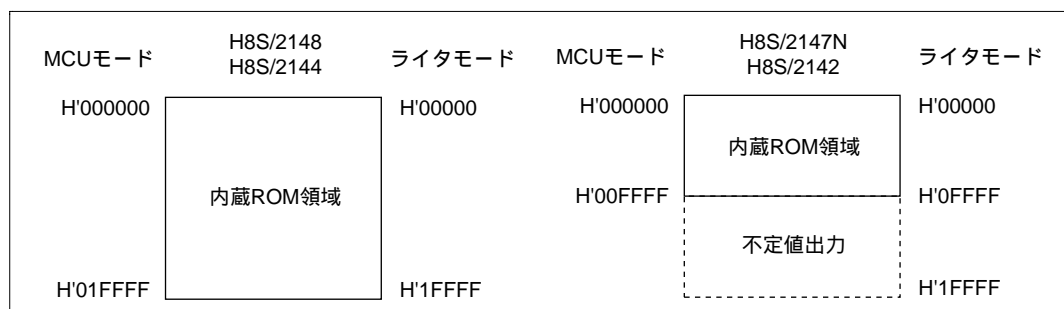 MCUモード
H8S/2148
H8S/2144
ライタモード
H'000000
H'00000
内蔵ROM領域
H'01FFFF
H'1FFFF
MCUモード
H8S/2147N
H8S/2142
ライタモード
H'000000
H'00000
内蔵ROM領域
H'00FFFF
H'0FFFF
不定値出力
H'1FFFF